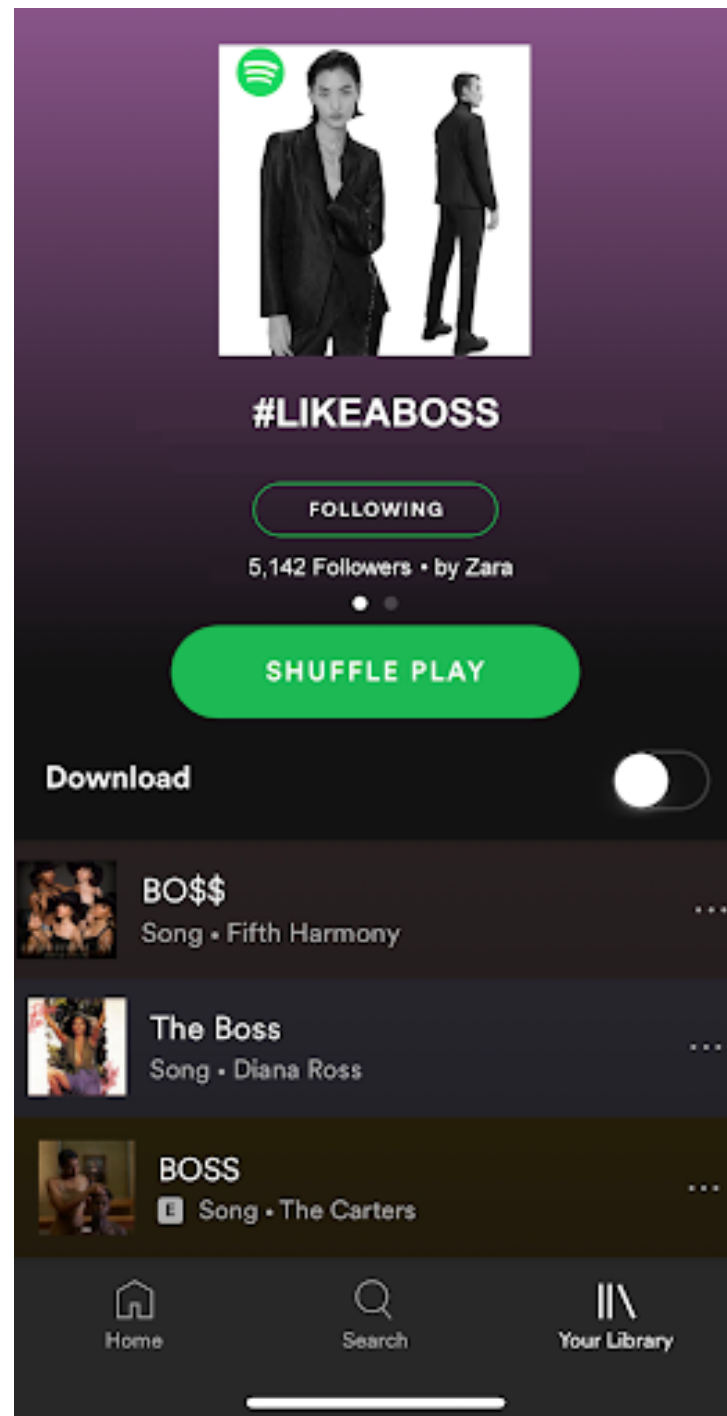 #LIKEABOSS
FOLLOWING
5,142 Followers • by Zara
SHUFFLE PLAY
Download
BO$$
Song • Fifth Harmony
The Boss
Song • Diana Ross
BOSS
E Song • The Carters
Home Search Your Library